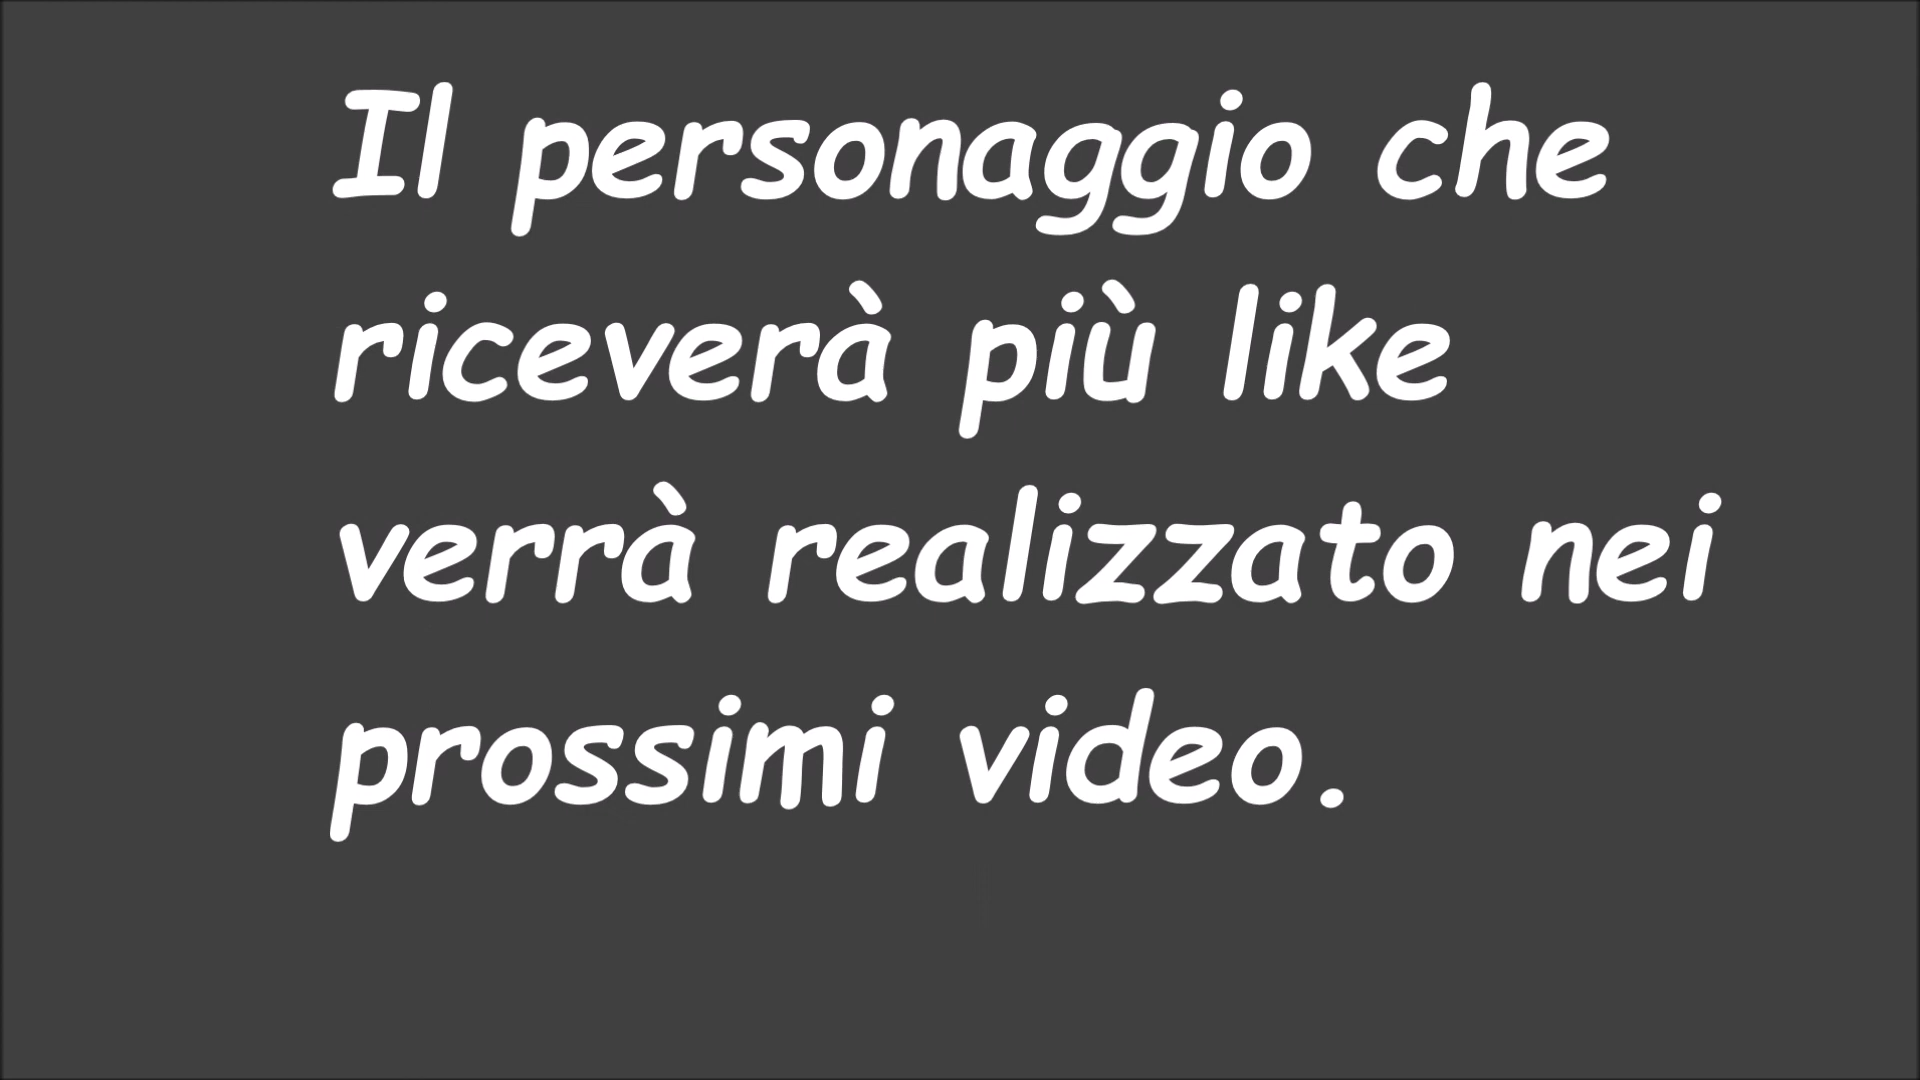 Il personaggio che
riceverà più like
verrà realizzato nei
prossimi video.